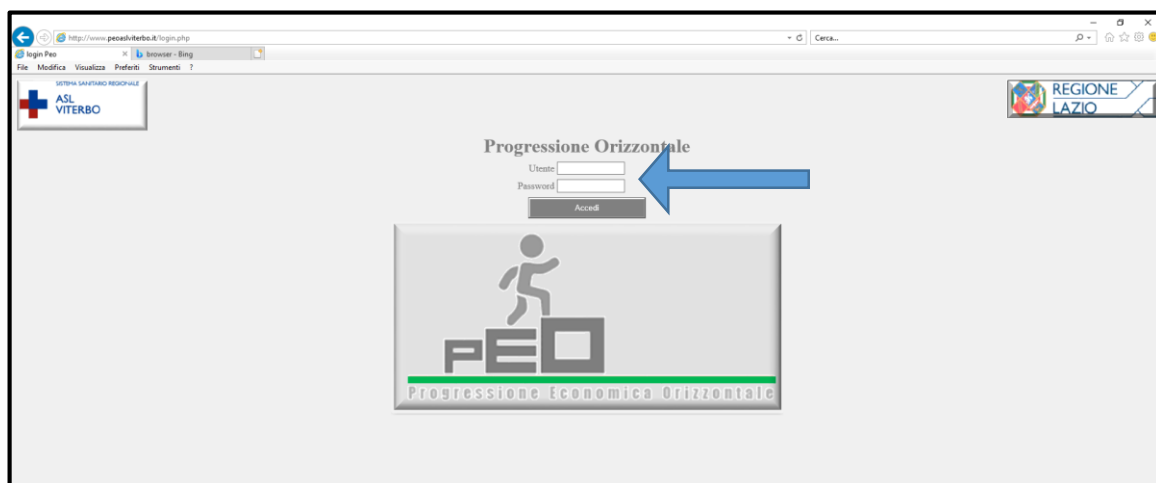 http://www.peoaslviterbo.it/login.php
Cerca...
login Peo
browser - Bing
File Modifica Visualizza Preferiti Strumenti ?
SISTEMA SANITARIO REGIONALE
ASL
VITERBO
REGIONE
LAZIO
Progressione Orizzontale
Utente
Password
Accedi
PEO
Progressione Economica Orizzontale